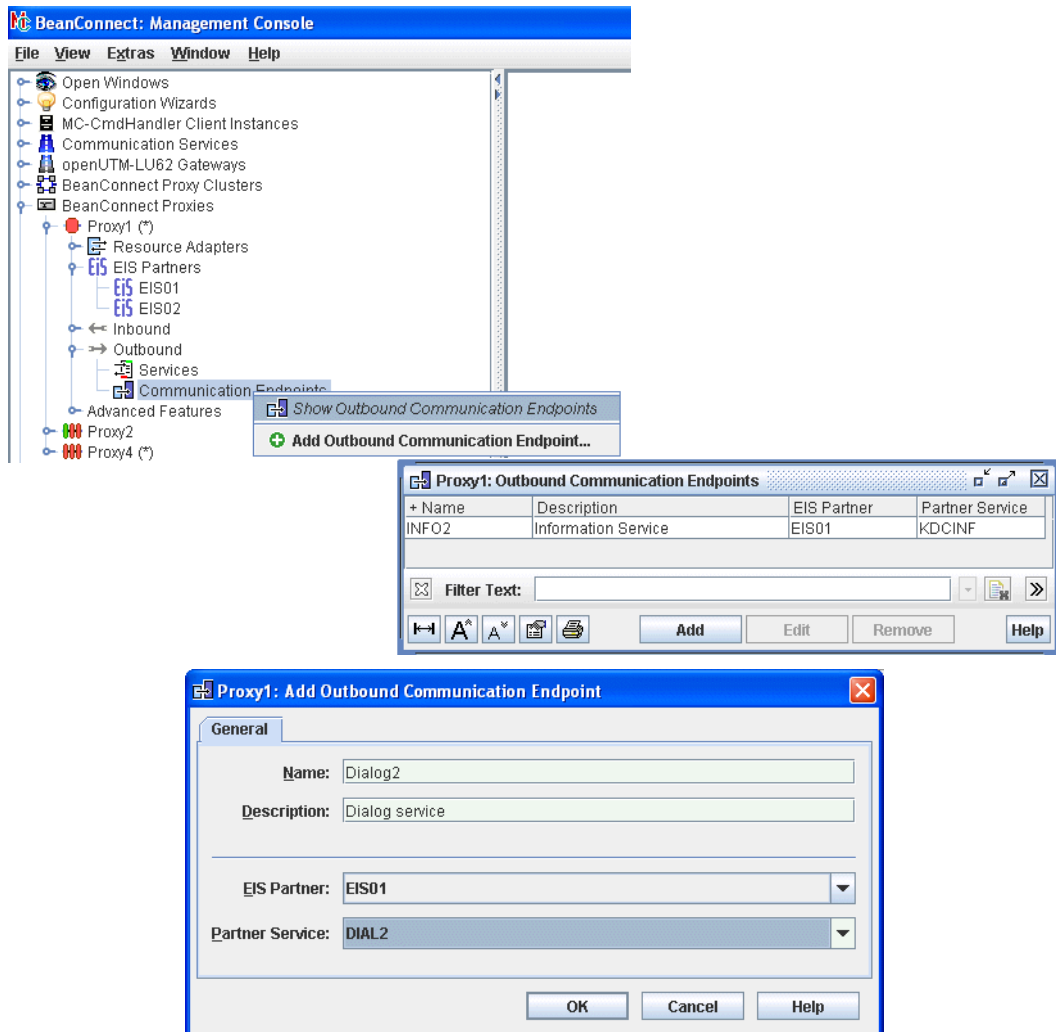 BeanConnect: Management Console
File View Extras Window Help
Open Windows
Configuration Wizards
MC-CmdHandler Client Instances
Communication Services
openUTM-LU62 Gateways
BeanConnect Proxy Clusters
BeanConnect Proxies
Proxy1 (*)
Resource Adapters
EIS EIS Partners
EIS EIS01
EIS EIS02
Inbound
Outbound
Services
Communication Endpoints
Show Outbound Communication Endpoints
Advanced Features
Add Outbound Communication Endpoint...
Proxy2
Proxy4 (*)
Proxy1: Outbound Communication Endpoints
+ Name Description EIS Partner Partner Service
INFO2 Information Service EIS01 KDCINF
Filter Text:
A A Add Edit Remove Help
Proxy1: Add Outbound Communication Endpoint
General
Name: Dialog2
Description: Dialog service
EIS Partner: EIS01
Partner Service: DIAL2
OK Cancel Help